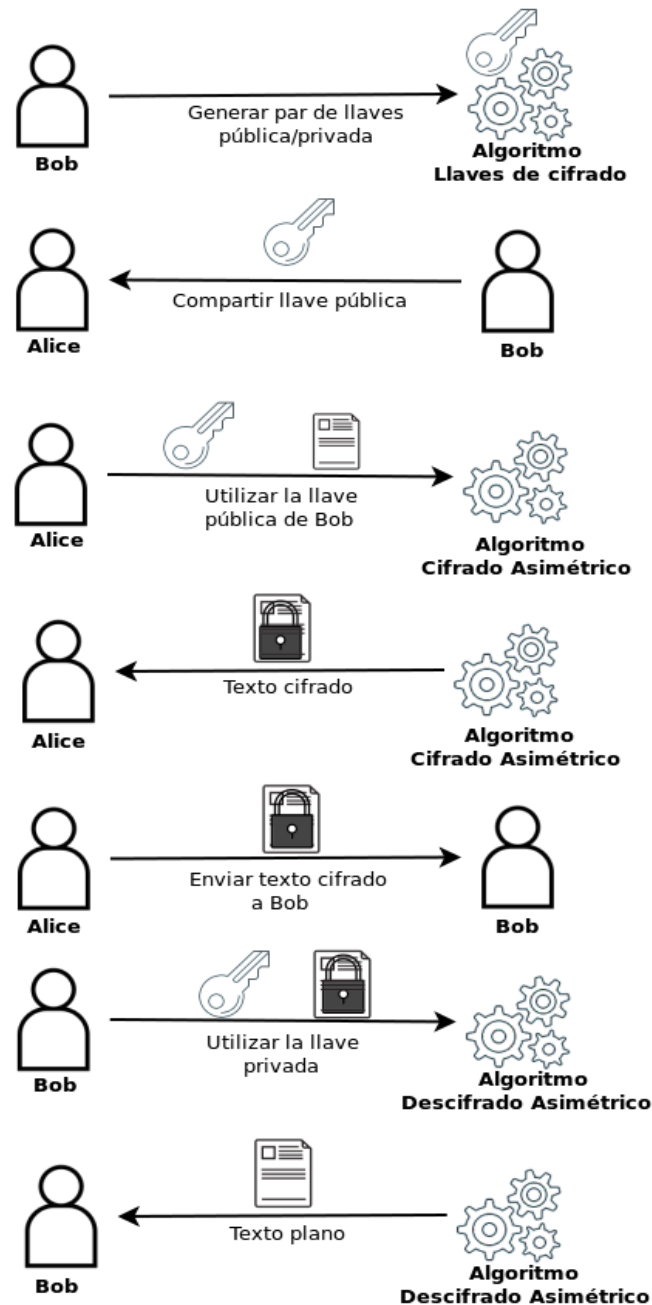 Generar par de llaves
pública/privada
Bob
Algoritmo
Llaves de cifrado
Compartir llave pública
Alice
Bob
Utilizar la llave
pública de Bob
Alice
Algoritmo
Cifrado Asimétrico
Texto cifrado
Alice
Algoritmo
Cifrado Asimétrico
Enviar texto cifrado
a Bob
Alice
Bob
Utilizar la llave
privada
Bob
Algoritmo
Descifrado Asimétrico
Texto plano
Bob
Algoritmo
Descifrado Asimétrico